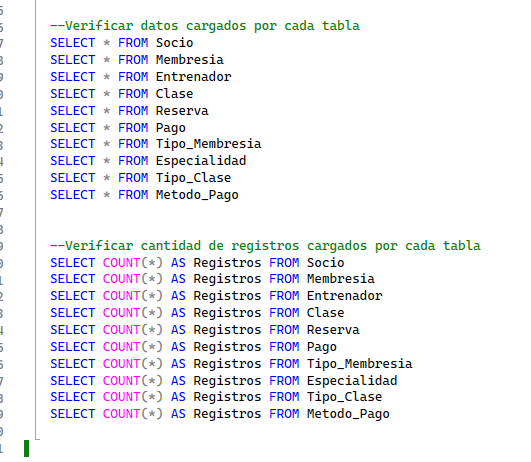 --Verificar datos cargados por cada tabla
SELECT * FROM Socio
SELECT * FROM Membresia
SELECT * FROM Entrenador
SELECT * FROM Clase
SELECT * FROM Reserva
SELECT * FROM Pago
SELECT * FROM Tipo_Membresia
SELECT * FROM Especialidad
SELECT * FROM Tipo_Clase
SELECT * FROM Metodo_Pago
--Verificar cantidad de registros cargados por cada tabla
SELECT COUNT(*) AS Registros FROM Socio
SELECT COUNT(*) AS Registros FROM Membresia
SELECT COUNT(*) AS Registros FROM Entrenador
SELECT COUNT(*) AS Registros FROM Clase
SELECT COUNT(*) AS Registros FROM Reserva
SELECT COUNT(*) AS Registros FROM Pago
SELECT COUNT(*) AS Registros FROM Tipo_Membresia
SELECT COUNT(*) AS Registros FROM Especialidad
SELECT COUNT(*) AS Registros FROM Tipo_Clase
SELECT COUNT(*) AS Registros FROM Metodo_Pago